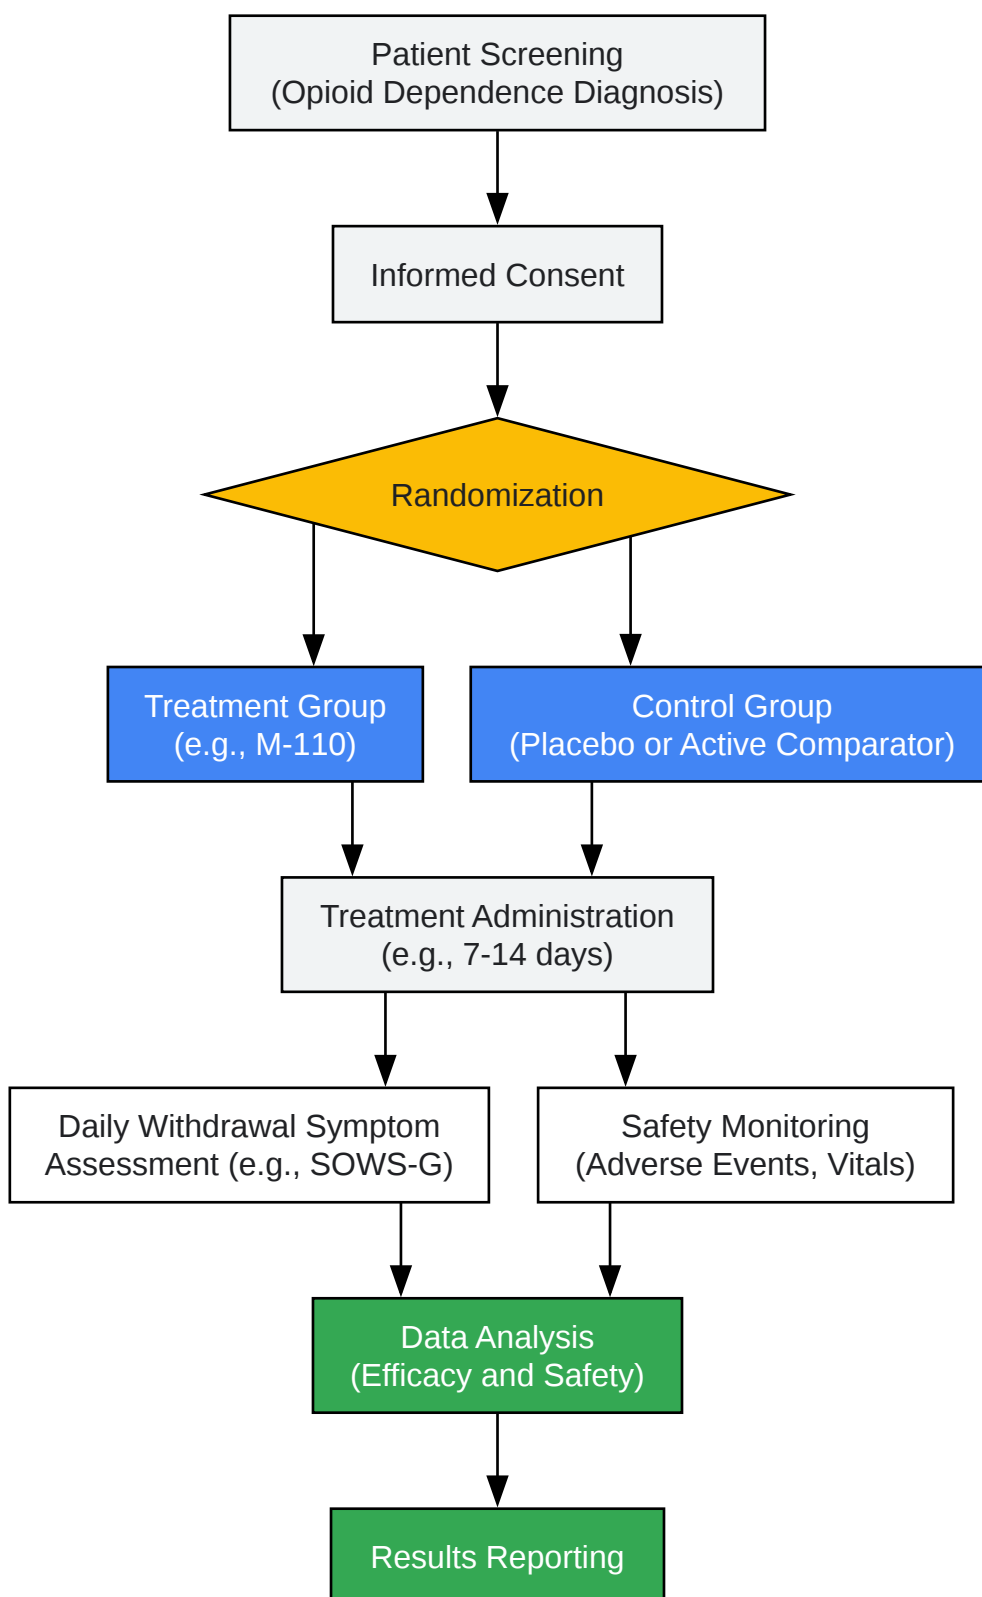 Patient Screening
(Opioid Dependence Diagnosis)
Informed Consent
Randomization
Treatment Group
(e.g., M-110)
Control Group
(Placebo or Active Comparator)
Treatment Administration
(e.g., 7-14 days)
Daily Withdrawal Symptom
Assessment (e.g., SOWS-G)
Safety Monitoring
(Adverse Events, Vitals)
Data Analysis
(Efficacy and Safety)
Results Reporting